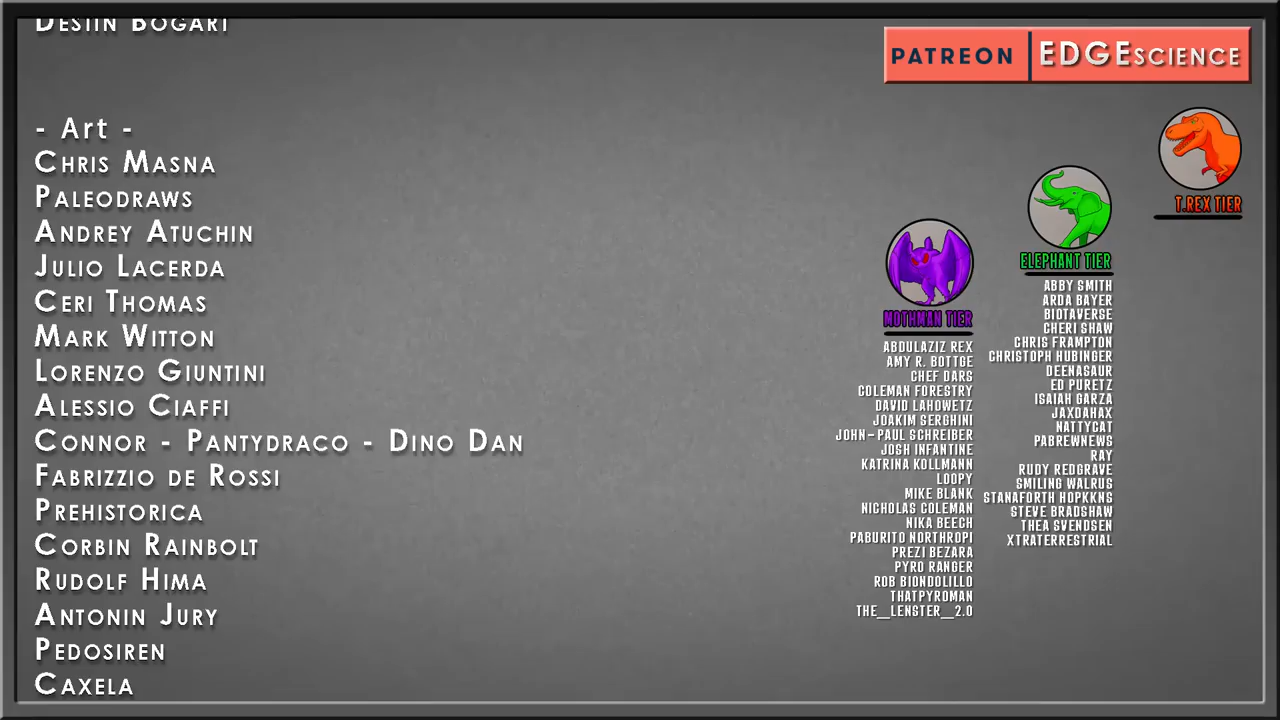 Destin Bogart
- Art -
Chris Masna
Paleodraws
Andrey Atuchin
Julio Lacerda
Ceri Thomas
Mark Witton
Lorenzo Giuntini
Alessio Ciaffi
Connor - Pantydraco - Dino Dan
Fabrizzio de Rossi
Prehistorica
Corbin Rainbolt
Rudolf Hima
Antonin Jury
Pedosiren
Caxela
PATREON EDGESCIENCE
MOTHMAN TIER
ABDULAZIZ REX
AMY R. BOTTGE
CHEF DARS
COLEMAN FORESTRY
DAVID LAHOWETZ
JOAKIM SERGHINI
JOHN-PAUL SCHREIBER
JOSH INFANTINE
KATRINA KOLLMANN
LOOPY
MIKE BLANK
NICHOLAS COLEMAN
NIKA BEECH
PABURITO NORTHROPI
PREZI BEZARA
PYRO RANGER
ROB BIONDOLILLO
THATPYROMAN
THE__LENSTER__2.0
ELEPHANT TIER
ABBY SMITH
ARDA BAYER
BIOTAVERSE
CHERI SHAW
CHRIS FRAMPTON
CHRISTOPH HUBINGER
DEENASAUR
ED PURETZ
ISAIAH GARZA
JAXDAHAX
NATTYCAT
PABREWNEWS
RAY
RUDY REDGRAVE
SMILING WALRUS
STANAFORTH HOPKKNS
STEVE BRADSHAW
THEA SVENDSEN
XTRATERRESTRIAL
T.REX TIER